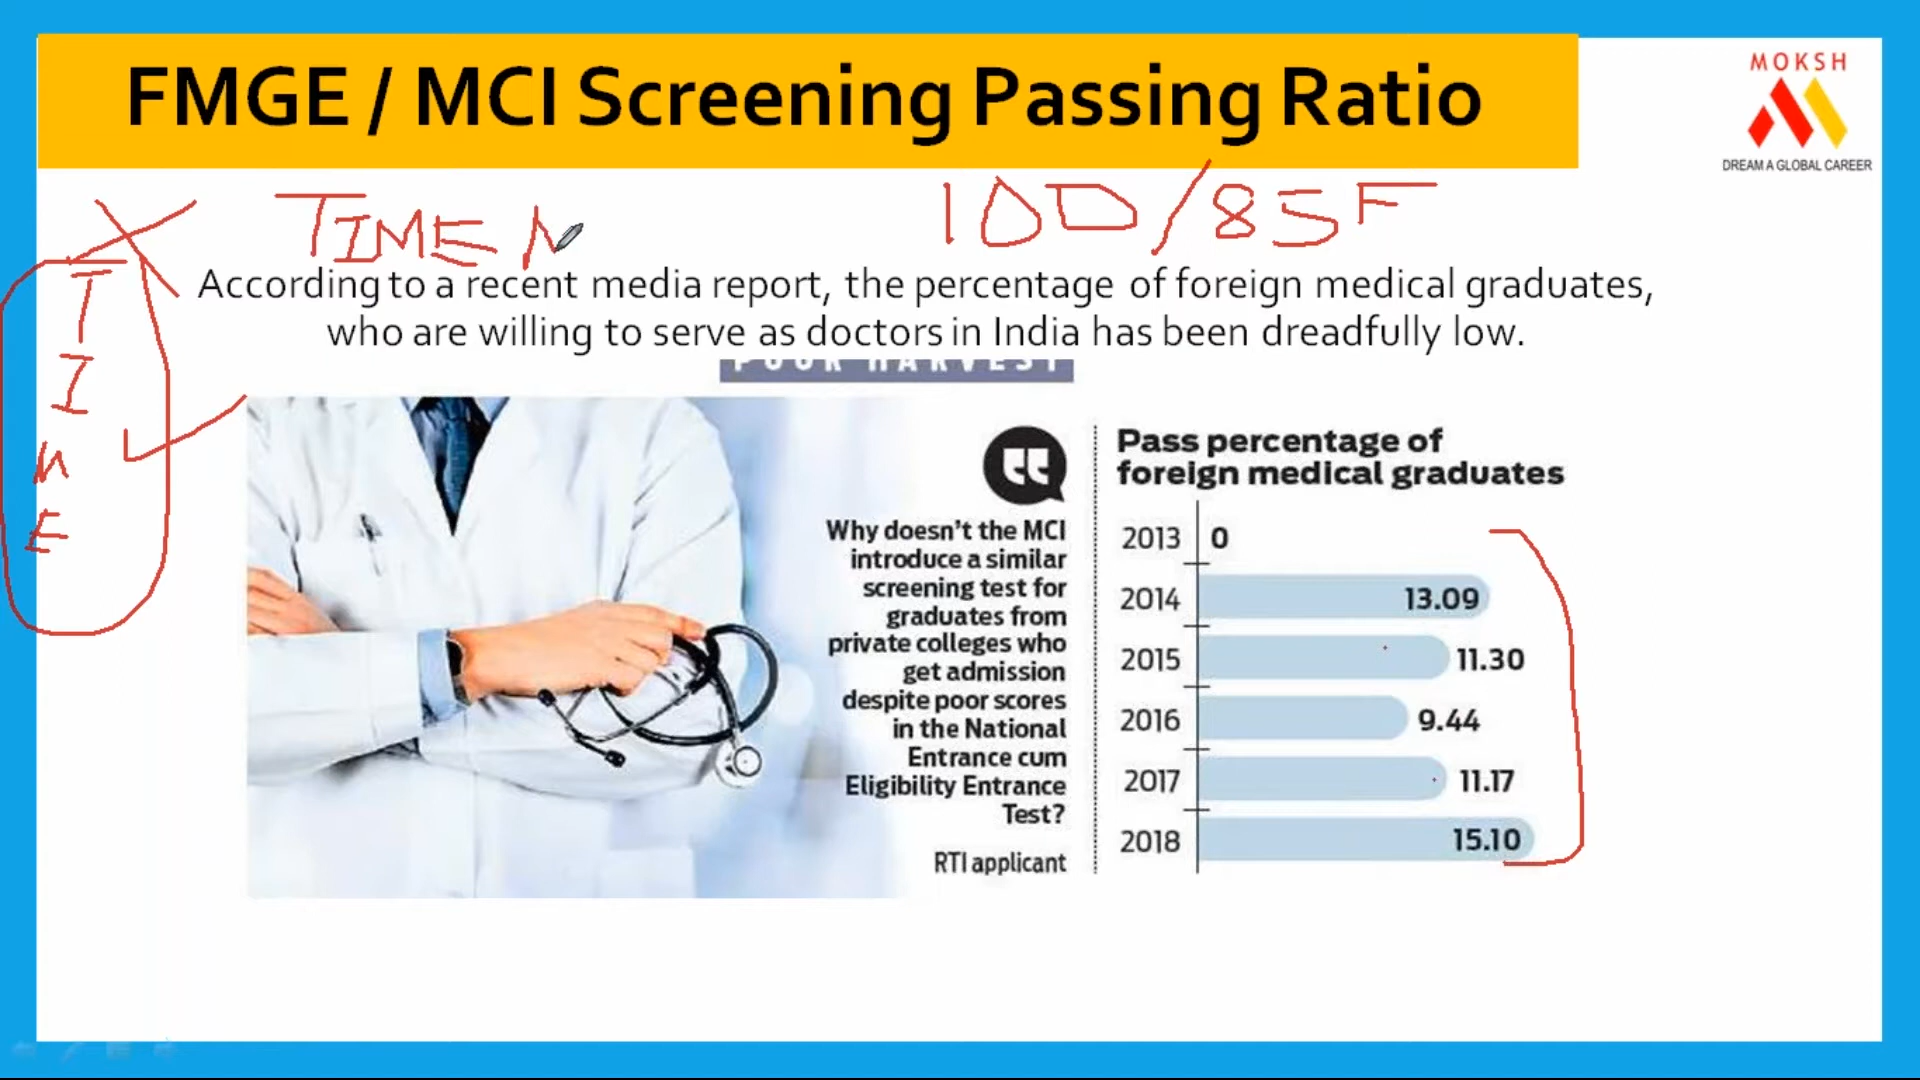 FMGE / MCI Screening Passing Ratio
MOKSH
DREAM A GLOBAL CAREER
TIME
100/85F
T
I
M
E
According to a recent media report, the percentage of foreign medical graduates,
who are willing to serve as doctors in India has been dreadfully low.
POOR HARVEST
Why doesn't the MCI
introduce a similar
screening test for
graduates from
private colleges who
get admission
despite poor scores
in the National
Entrance cum
Eligibility Entrance
Test?
RTI applicant
Pass percentage of
foreign medical graduates
2013 0
2014 13.09
2015 11.30
2016 9.44
2017 11.17
2018 15.10